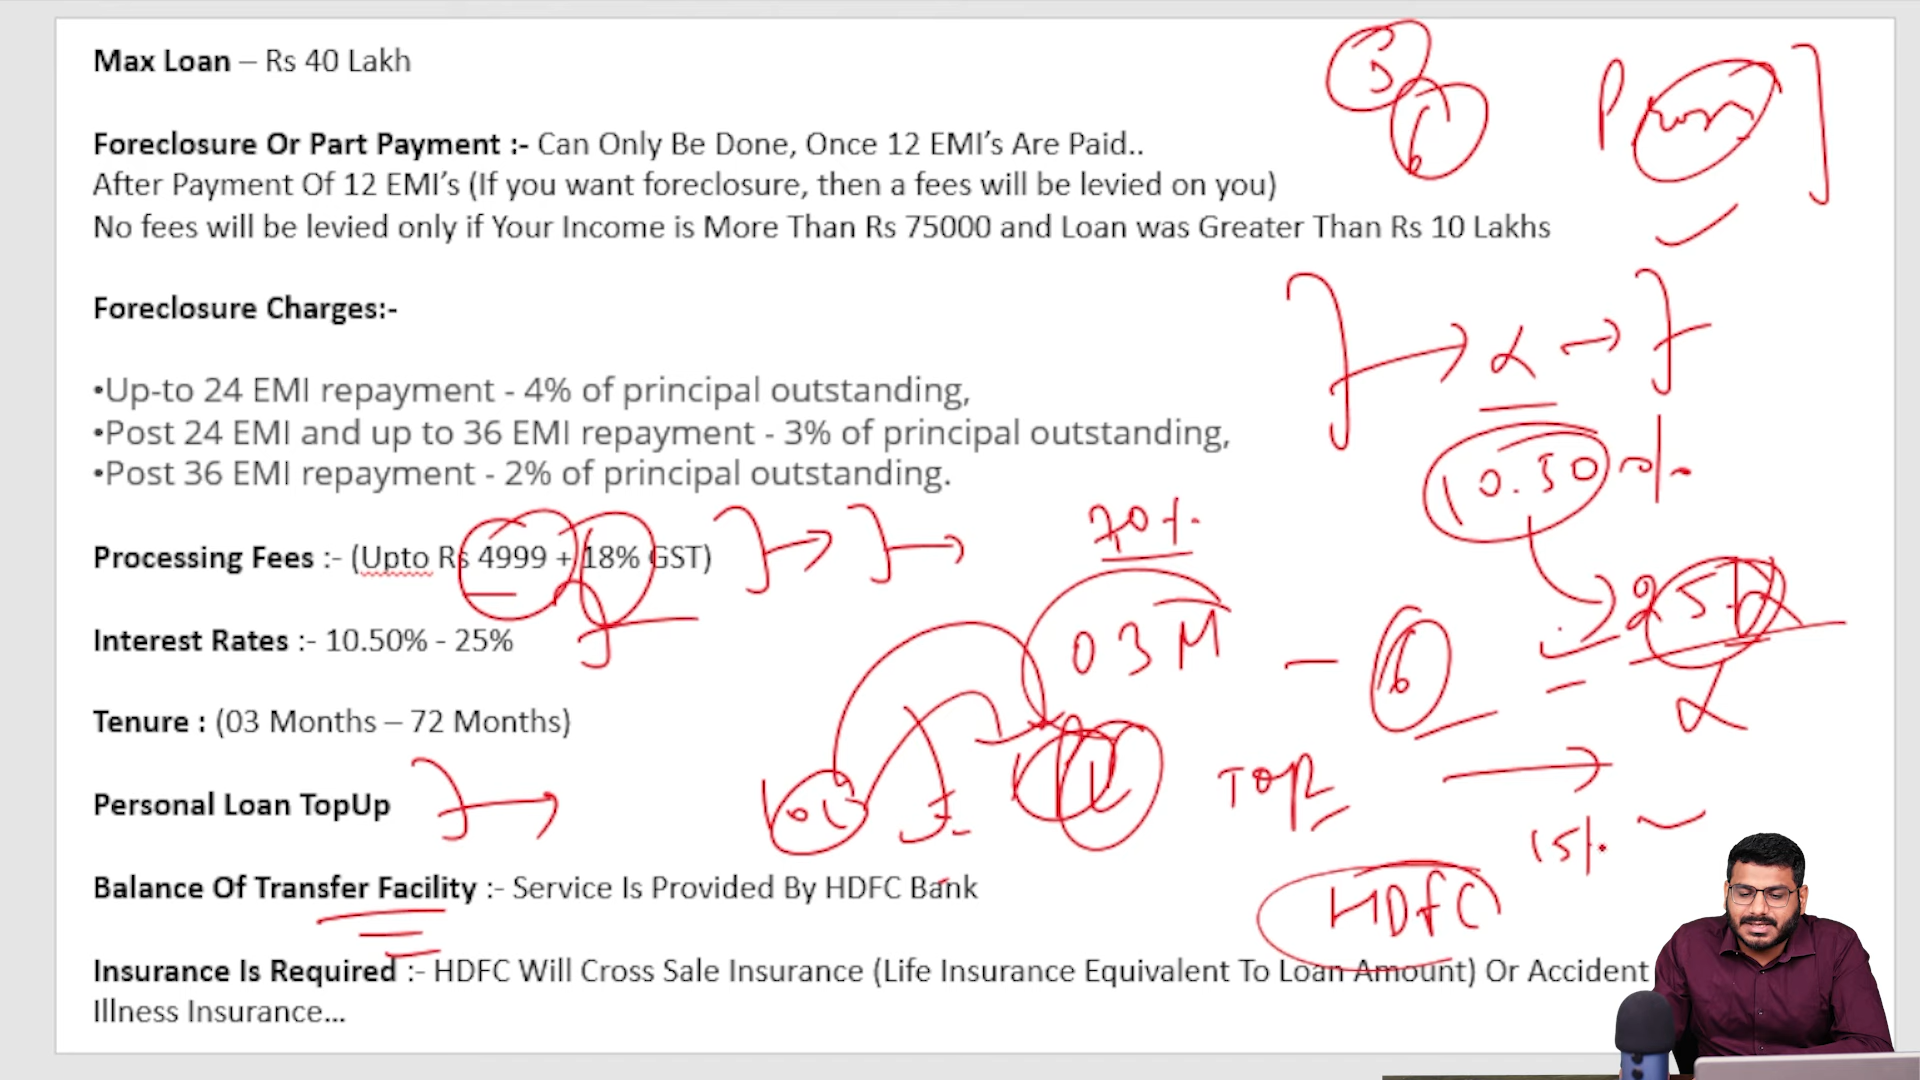 Max Loan – Rs 40 Lakh
Foreclosure Or Part Payment :- Can Only Be Done, Once 12 EMI’s Are Paid..
After Payment Of 12 EMI’s (If you want foreclosure, then a fees will be levied on you)
No fees will be levied only if Your Income is More Than Rs 75000 and Loan was Greater Than Rs 10 Lakhs
Foreclosure Charges:-
•Up-to 24 EMI repayment - 4% of principal outstanding,
•Post 24 EMI and up to 36 EMI repayment - 3% of principal outstanding,
•Post 36 EMI repayment - 2% of principal outstanding.
10.50%
Processing Fees :- (Upto Rs 4999 + 18% GST)
70%
Interest Rates :- 10.50% - 25%
03 M - 6
25%
Tenure : (03 Months – 72 Months)
Personal Loan TopUp
TOP
15%
Balance Of Transfer Facility :- Service Is Provided By HDFC Bank
HDFC
Insurance Is Required :- HDFC Will Cross Sale Insurance (Life Insurance Equivalent To Loan Amount) Or Accident
Illness Insurance...